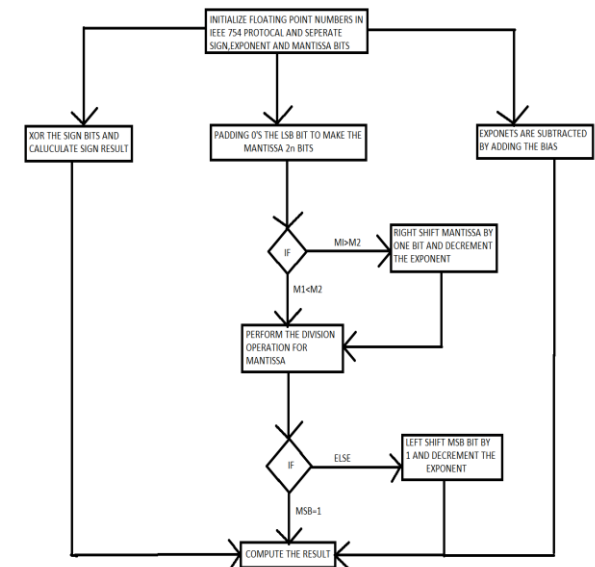 INITIALIZE FLOATING POINT NUMBERS IN
IEEE 754 PROTOCAL AND SEPERATE
SIGN,EXPONENT AND MANTISSA BITS
XOR THE SIGN BITS AND
CALUCULATE SIGN RESULT
PADDING 0'S THE LSB BIT TO MAKE THE
MANTISSA 2n BITS
EXPONETS ARE SUBTRACTED
BY ADDING THE BIAS
IF
MI>M2
RIGHT SHIFT MANTISSA BY
ONE BIT AND DECREMENT
THE EXPONENT
M1<M2
PERFORM THE DIVISION
OPERATION FOR
MANTISSA
IF
ELSE
LEFT SHIFT MSB BIT BY
1 AND DECREMENT THE
EXPONENT
MSB=1
COMPUTE THE RESULT